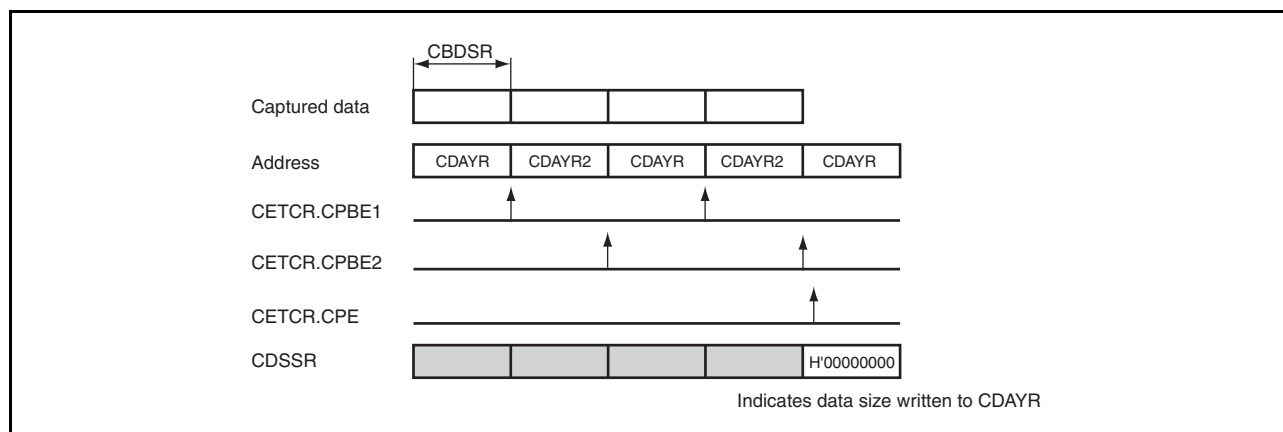 CBDSR
Captured data
Address CDAYR CDAYR2 CDAYR CDAYR2 CDAYR
CETCR.CPBE1
CETCR.CPBE2
CETCR.CPE
CDSSR H'00000000
Indicates data size written to CDAYR